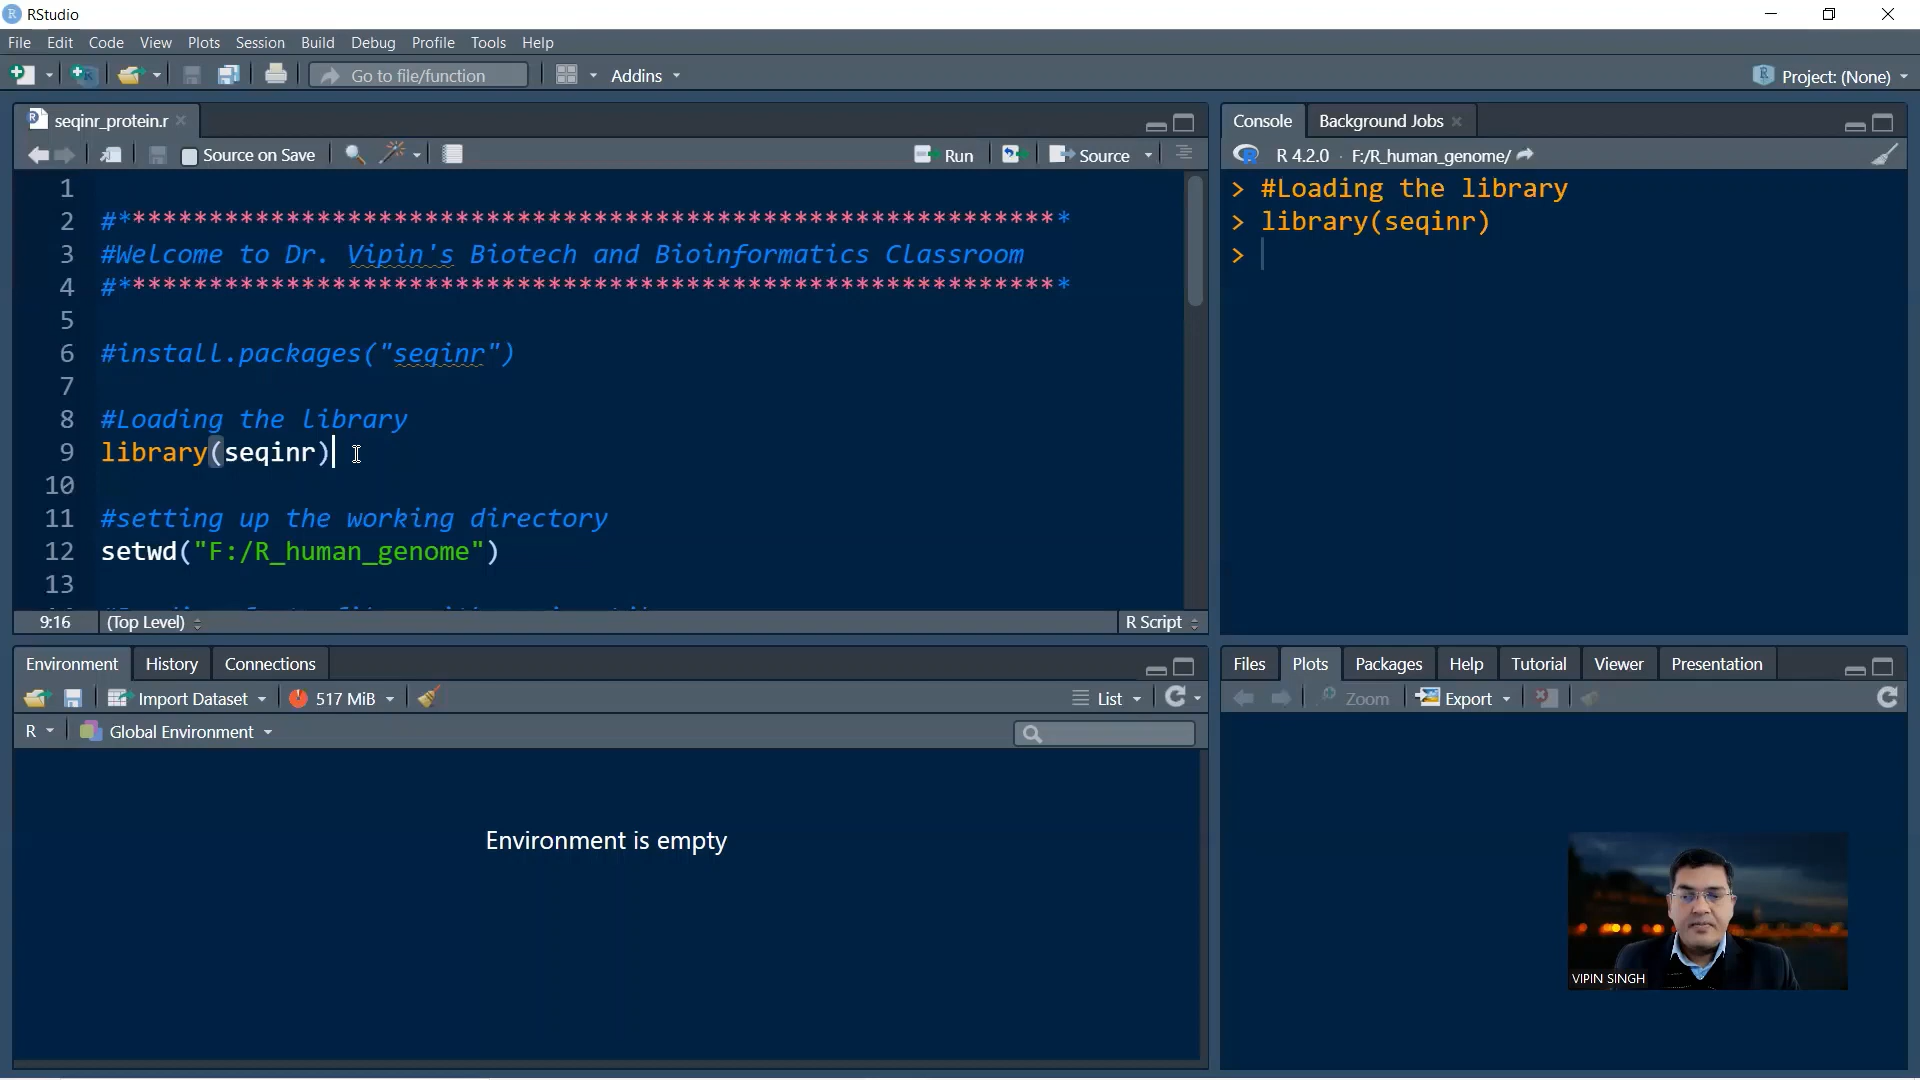 RStudio
File Edit Code View Plots Session Build Debug Profile Tools Help
Go to file/function Addins Project: (None)
seqinr_protein.r
Source on Save Run Source
1
2 #*************************************************************
3 #Welcome to Dr. Vipin's Biotech and Bioinformatics Classroom
4 #*************************************************************
5
6 #install.packages("seqinr")
7
8 #Loading the library
9 library(seqinr)
10
11 #setting up the working directory
12 setwd("F:/R_human_genome")
13
9:16 (Top Level) R Script
Console Background Jobs
R 4.2.0 · F:/R_human_genome/
> #Loading the library
> library(seqinr)
>
Environment History Connections
Import Dataset 517 MiB List
R Global Environment
Environment is empty
Files Plots Packages Help Tutorial Viewer Presentation
Zoom Export
VIPIN SINGH